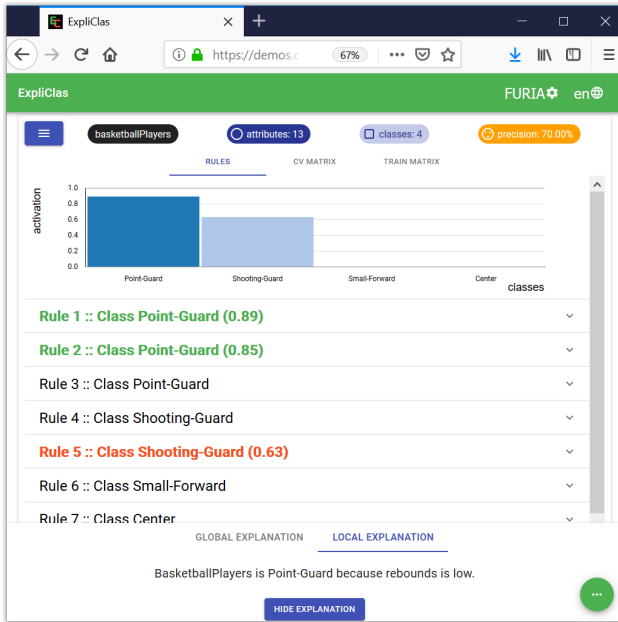 ExpliClas
https://demos.c 67%
ExpliClas FURIA en
basketballPlayers attributes: 13 classes: 4 precision: 70.00%
RULES CV MATRIX TRAIN MATRIX
activation
1.0
0.8
0.6
0.4
0.2
0.0
Point-Guard Shooting-Guard Small-Forward Center
classes
Rule 1 :: Class Point-Guard (0.89)
Rule 2 :: Class Point-Guard (0.85)
Rule 3 :: Class Point-Guard
Rule 4 :: Class Shooting-Guard
Rule 5 :: Class Shooting-Guard (0.63)
Rule 6 :: Class Small-Forward
Rule 7 :: Class Center
GLOBAL EXPLANATION LOCAL EXPLANATION
BasketballPlayers is Point-Guard because rebounds is low.
HIDE EXPLANATION